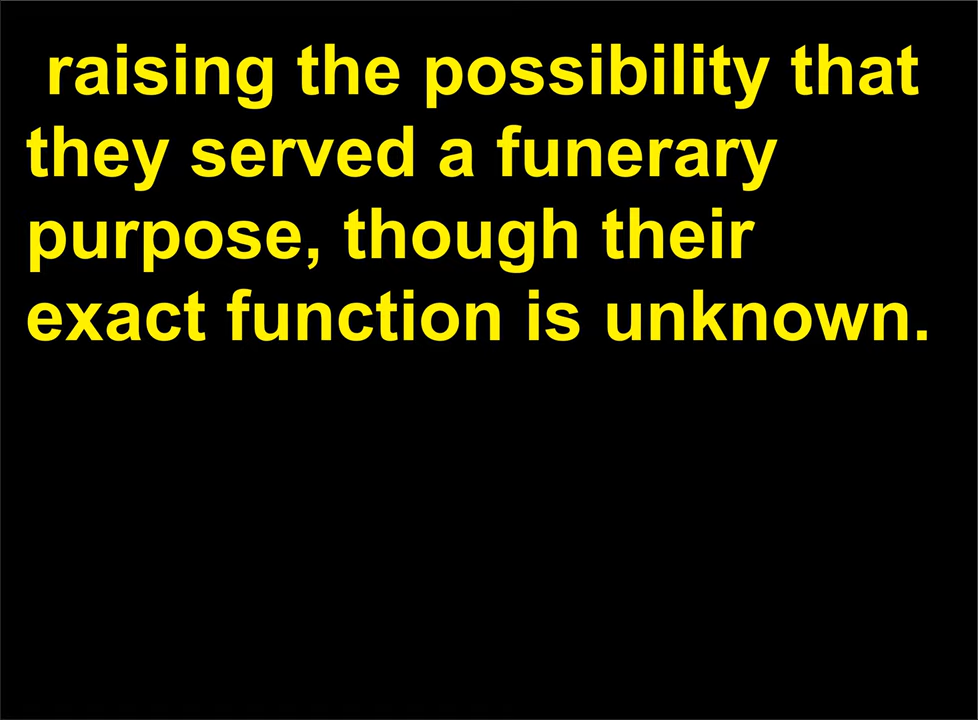 raising the possibility that
they served a funerary
purpose, though their
exact function is unknown.